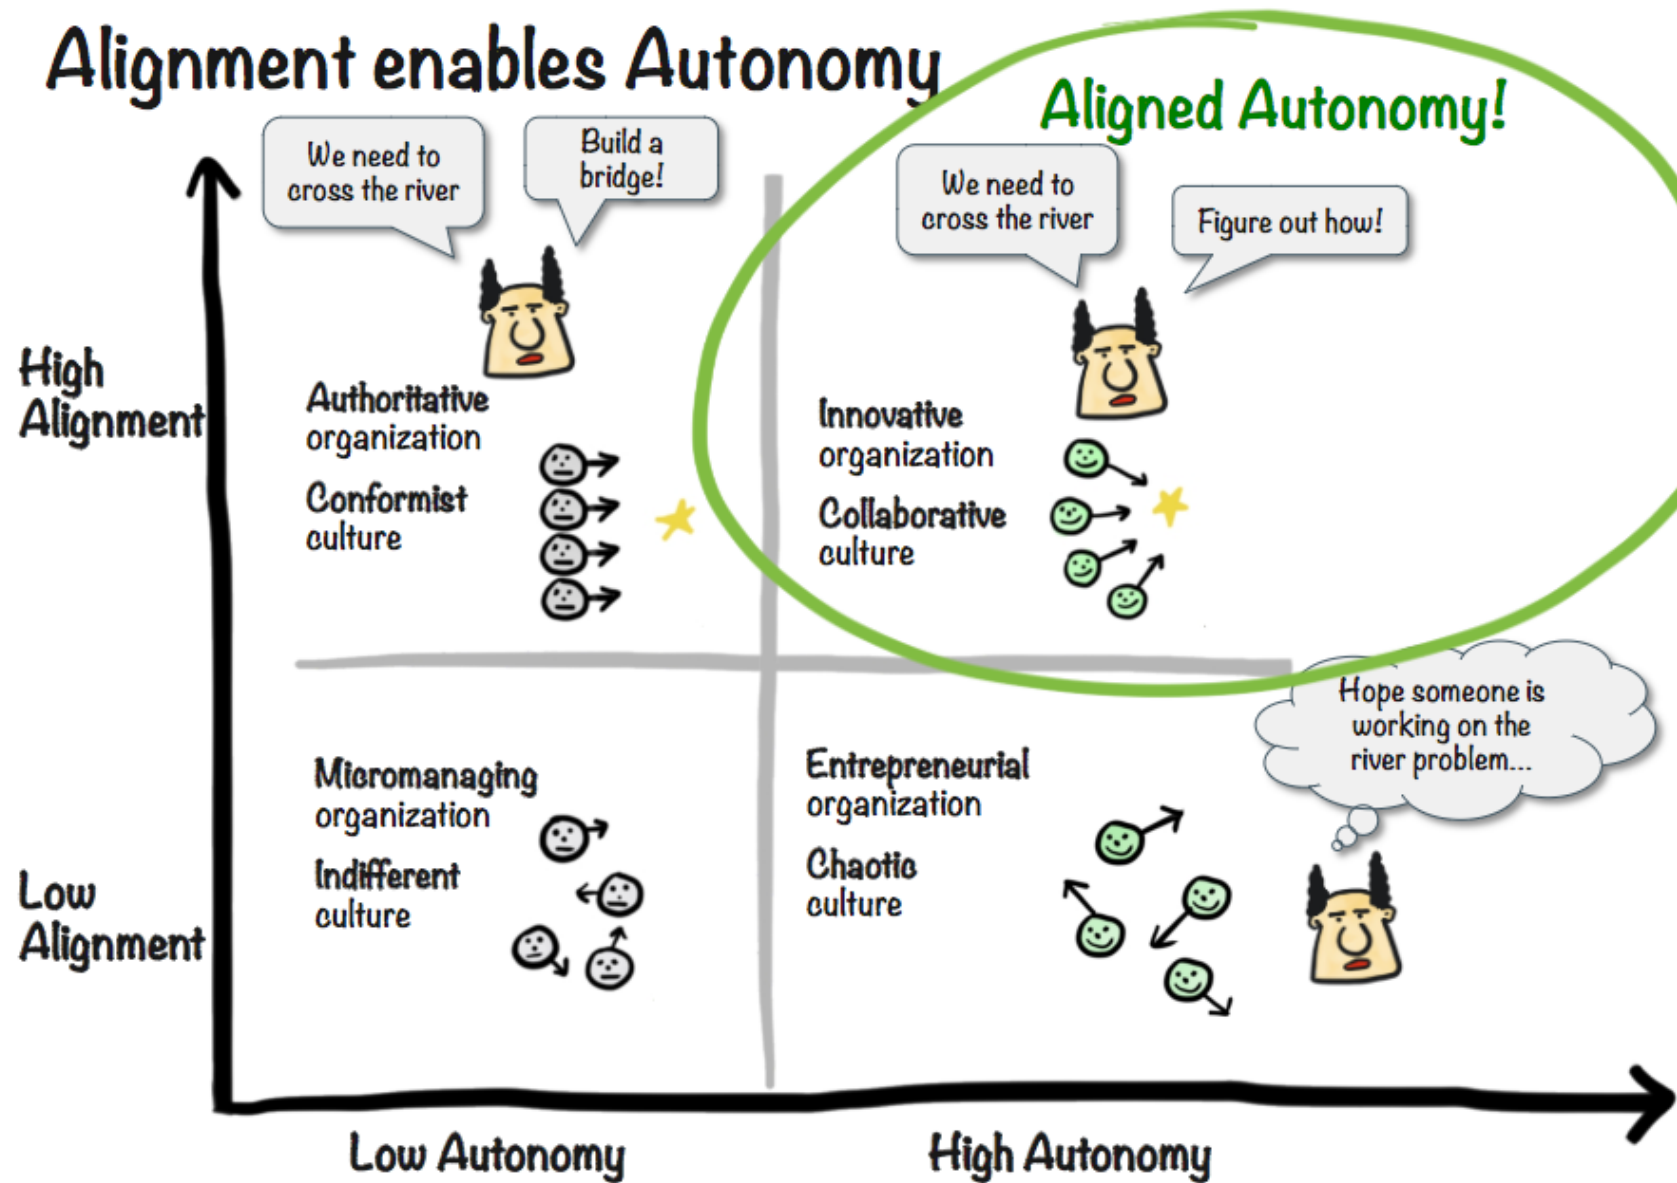 Alignment enables Autonomy
Aligned Autonomy!
We need to
cross the river
Build a
bridge!
We need to
cross the river
Figure out how!
High
Alignment
Authoritative
organization
Conformist
culture
Innovative
organization
Collaborative
culture
Hope someone is
working on the
river problem...
Low
Alignment
Micromanaging
organization
Indifferent
culture
Entrepreneurial
organization
Chaotic
culture
Low Autonomy
High Autonomy